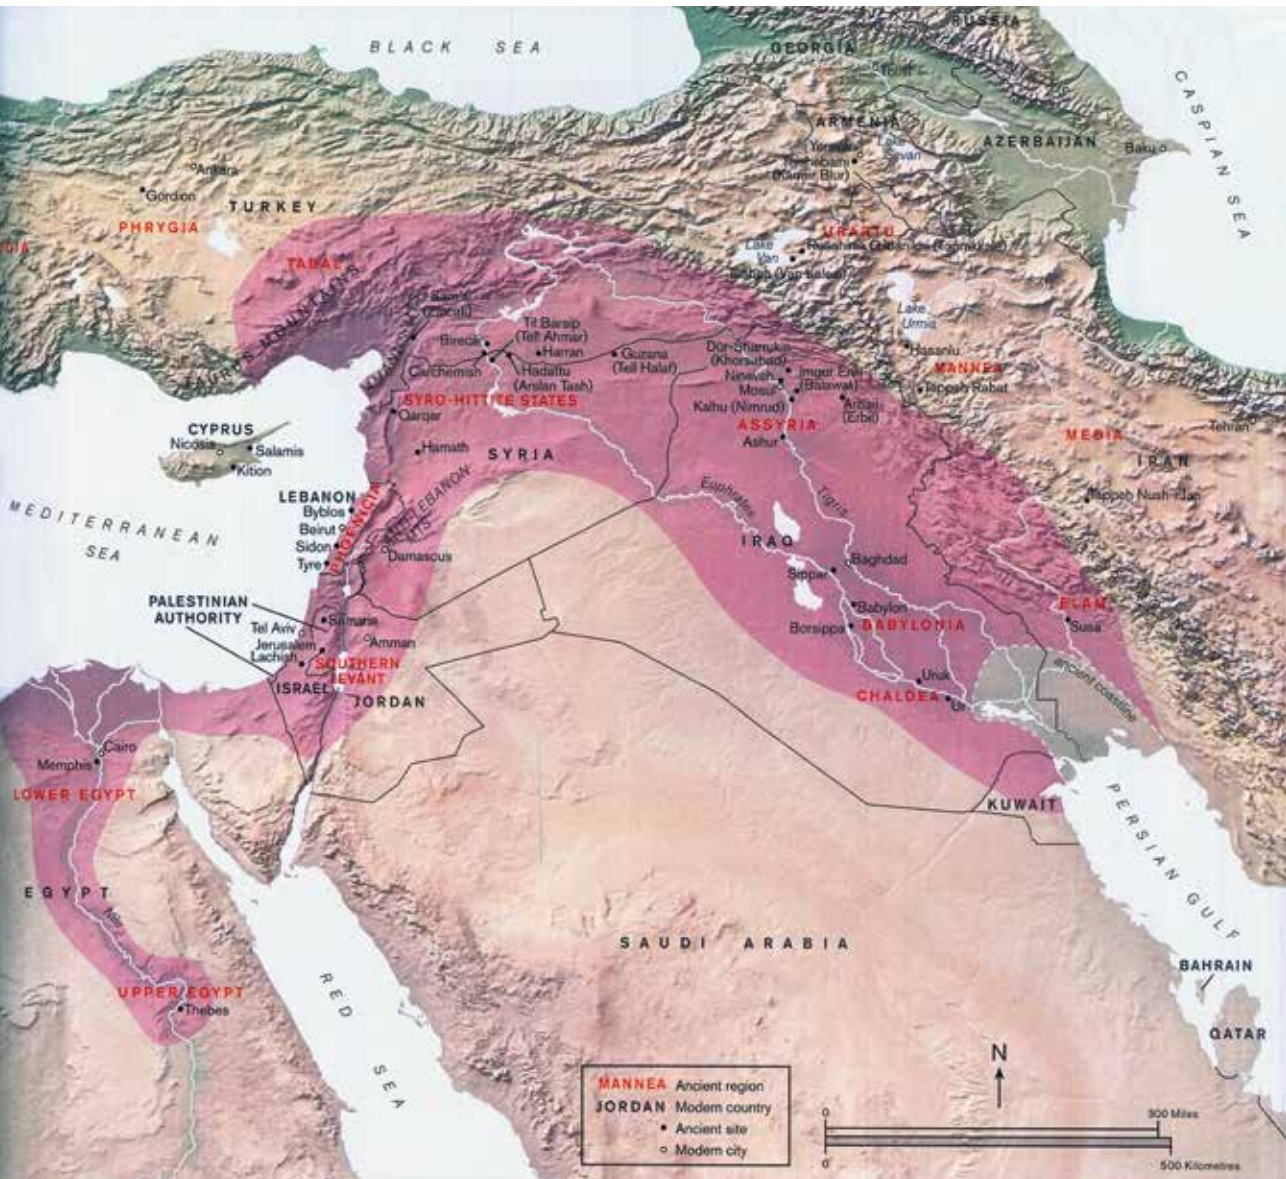 BLACK SEA
RUSSIA
GEORGIA
Tbilisi
CASPIAN SEA
ARMENIA
Lake
Sevan
(Karmir Blur)
AZERBAIJAN
Baku
Ankara
Gordion
TURKEY
PHRYGIA
TABAL
TAURUS MOUNTAINS
URARTU
Lake
Van
Lake
Urmia
Hasanlu
MANNEA
Tappeh Rabat
Tehran
MEDIA
IRAN
Tappeh Nush-i Jan
Til Barsip
(Tell Ahmar)
Birecik
Harran
Carchemish
Hadattu
(Arslan Tash)
Guzana
(Tell Halaf)
Dur-Sharrukin
(Khorsabad)
Nineveh
Mosul
Imgur Enlil
(Balawat)
Kalhu (Nimrud)
Arbail
(Erbil)
ASSYRIA
Ashur
SYRO-HITTITE STATES
Qarqar
CYPRUS
Nicosia
Salamis
Kition
Hamath
SYRIA
LEBANON
Byblos
Beirut
Sidon
Tyre
PHOENICIA
Damascus
MEDITERRANEAN
SEA
Euphrates
Tigris
IRAQ
Baghdad
Sippar
Babylon
BABYLONIA
Borsippa
ELAM
Susa
Uruk
CHALDEA
Ur
ancient coastline
PALESTINIAN
AUTHORITY
Samaria
Tel Aviv
Amman
Jerusalem
Lachish
SOUTHERN
LEVANT
ISRAEL
JORDAN
Cairo
Memphis
LOWER EGYPT
EGYPT
Nile
UPPER EGYPT
Thebes
KUWAIT
PERSIAN GULF
SAUDI ARABIA
RED SEA
BAHRAIN
QATAR
MANNEA Ancient region
JORDAN Modern country
Ancient site
Modern city
N
0 300 Miles
0 500 Kilometres